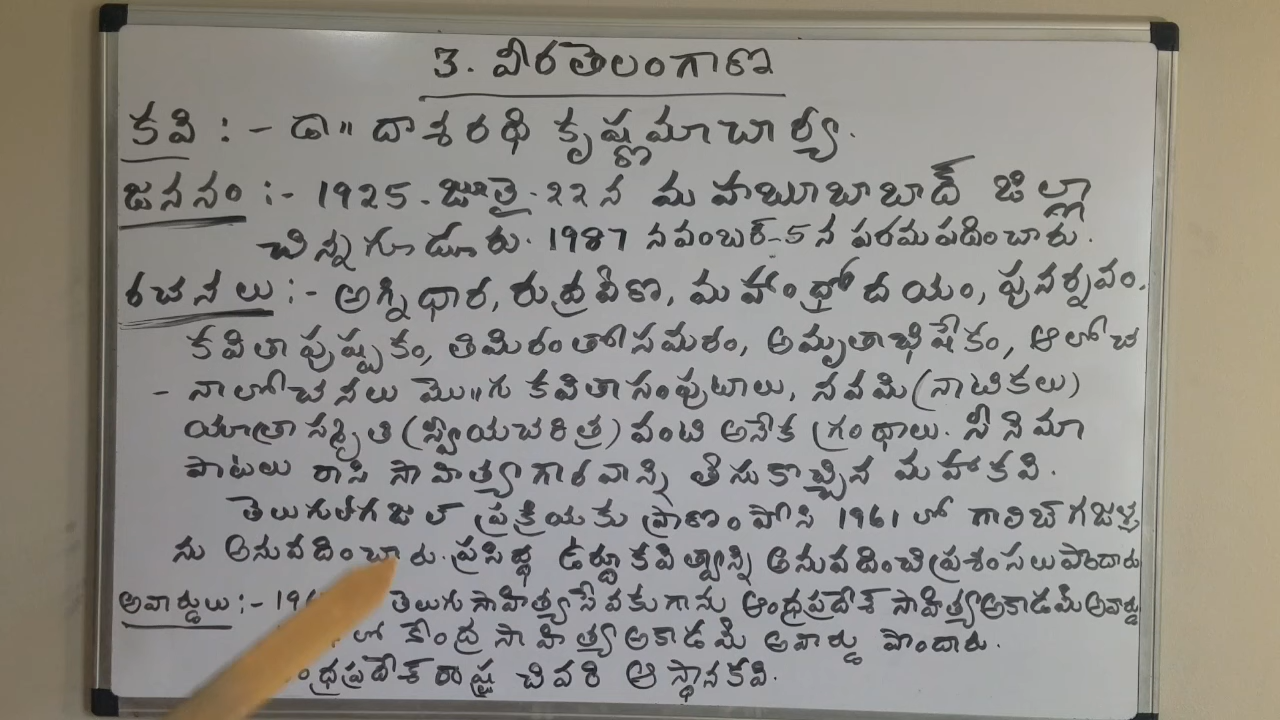 3. వీరతెలంగాణ
కవి :- డా॥ దాశరథి కృష్ణమాచార్య.
జననం :- 1925-జూలై-22న మహబూబాబాద్ జిల్లా
చిన్నగూడూరు. 1987 నవంబర్-5న పరమపదించారు.
రచనలు :- అగ్నిధార, రుద్రవీణ, మహాంధ్రోదయం, పునర్నవం.
కవితాపుష్పకం, తిమిరంతోసమరం, అమృతాభిషేకం, ఆలోచ
- నాలోచనలు మొ॥గు కవితాసంపుటాలు, నవమి(నాటికలు)
యాత్రాస్మృతి (స్వీయచరిత్ర) వంటి అనేక గ్రంథాలు. సినిమా
పాటలు రాసి సాహిత్యగౌరవాన్ని తీసుకొచ్చిన మహాకవి.
తెలుగులోగజల్ ప్రక్రియకు ప్రాణంపోసి 1961 లో గాలిబ్ గజళ్ళ
ను అనువదించారు. ప్రసిద్ధ ఉర్దూకవిత్వాన్ని అనువదించి ప్రశంసలుపొందారు
అవార్డులు :- తెలుగుసాహిత్యసేవకుగాను ఆంధ్రప్రదేశ్ సాహిత్యఅకాడమీఅవార్డు
లో కేంద్ర సాహిత్యఅకాడమీ అవార్డు పొందారు.
ంధ్రప్రదేశ్ రాష్ట్ర చివరి ఆస్థానకవి.